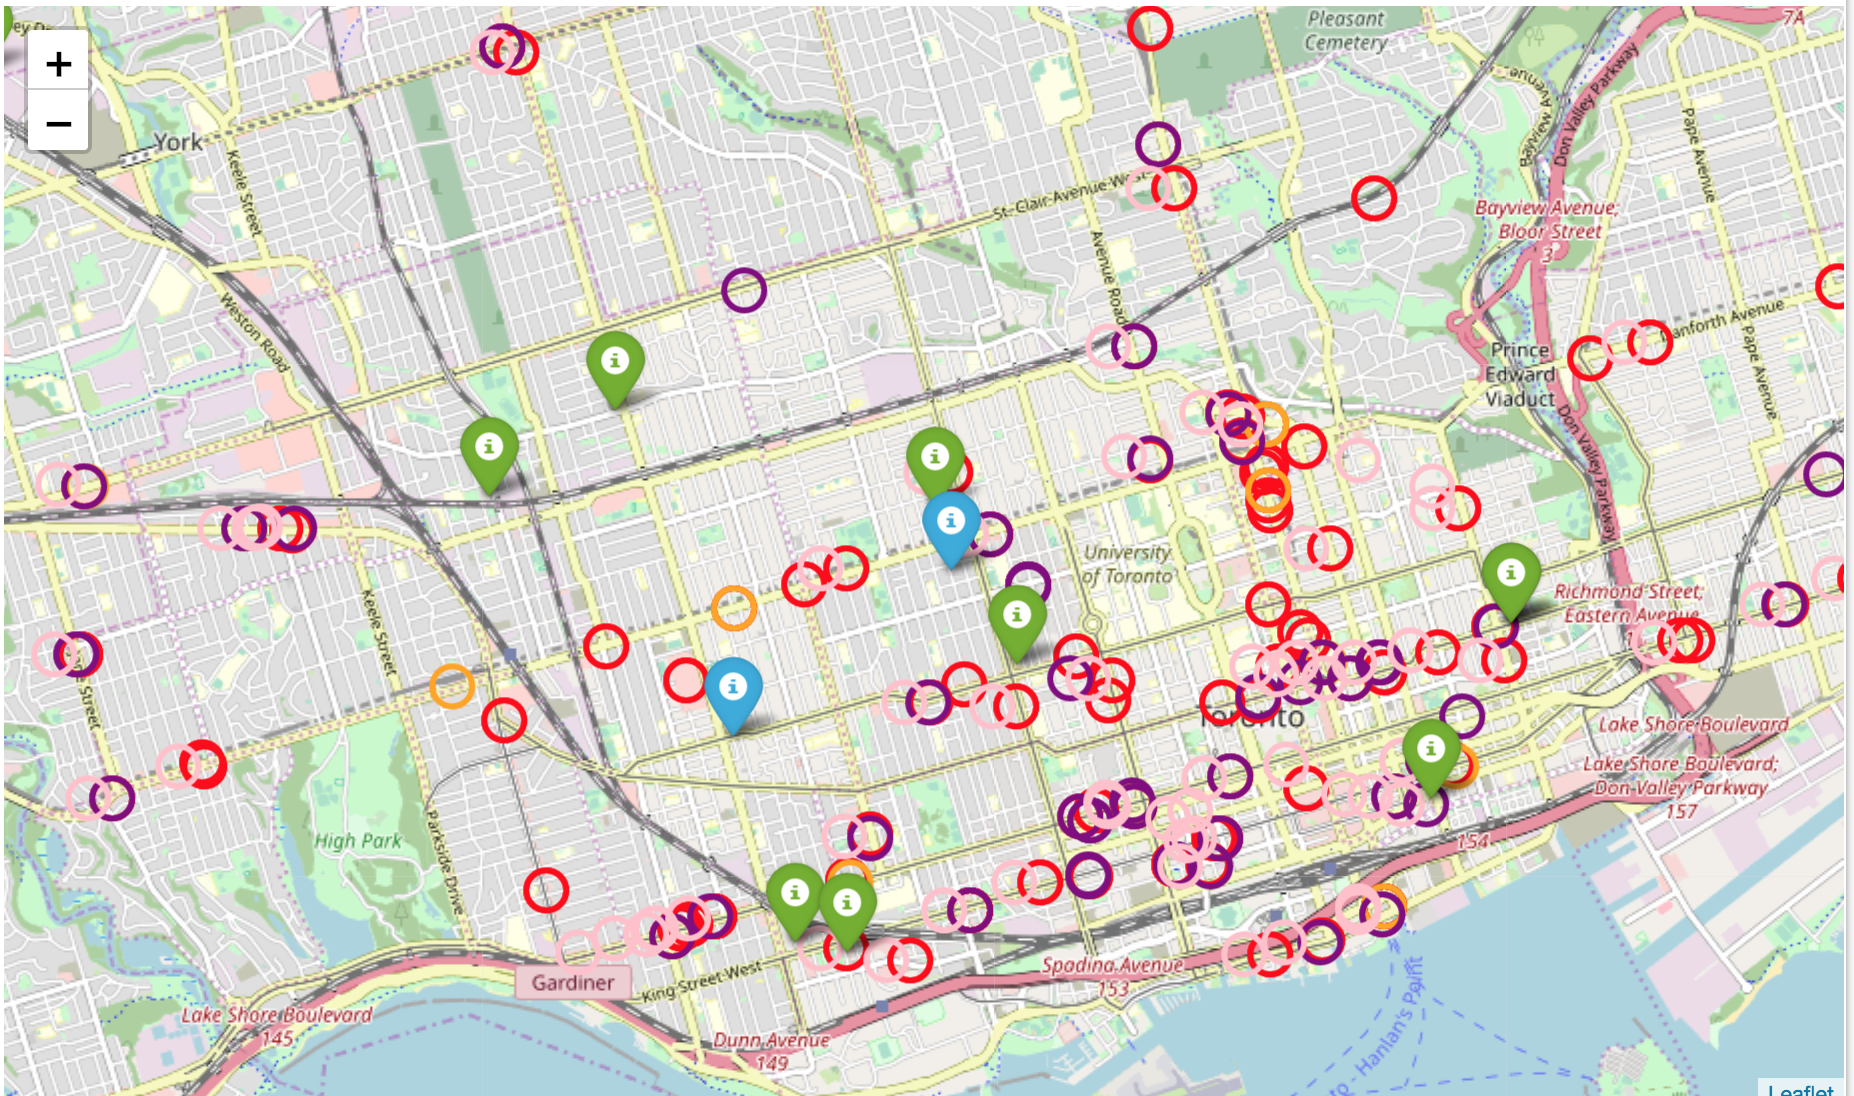 Pleasant
Cemetery
7A
+
−
York
Keele Street
Don Valley Parkway
Bayview Avenue
Pape Avenue
St. Clair Avenue West
Bayview Avenue;
Bloor Street
3
Avenue Road
Weston Road
Danforth Avenue
Pape Avenue
Prince
Edward
Viaduct
Don Valley Parkway
University
of Toronto
Keele Street
Richmond Street;
Eastern Avenue
Street
Toronto
Lake Shore Boulevard
Lake Shore Boulevard;
Don Valley Parkway
157
High Park
Parkside Drive
154
Gardiner
King Street West
Spadina Avenue
153
Lake Shore Boulevard
145
Dunn Avenue
149
to - Hanlan's Point
Leaflet